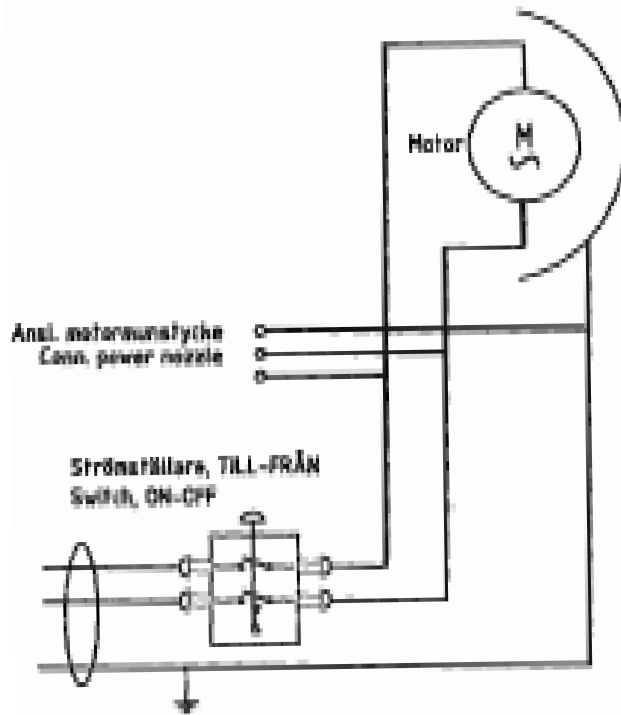 Motor
M
Ansl. motormunstycke
Conn. power nozzle
Strömställare, TILL-FRÅN
Switch, ON-OFF